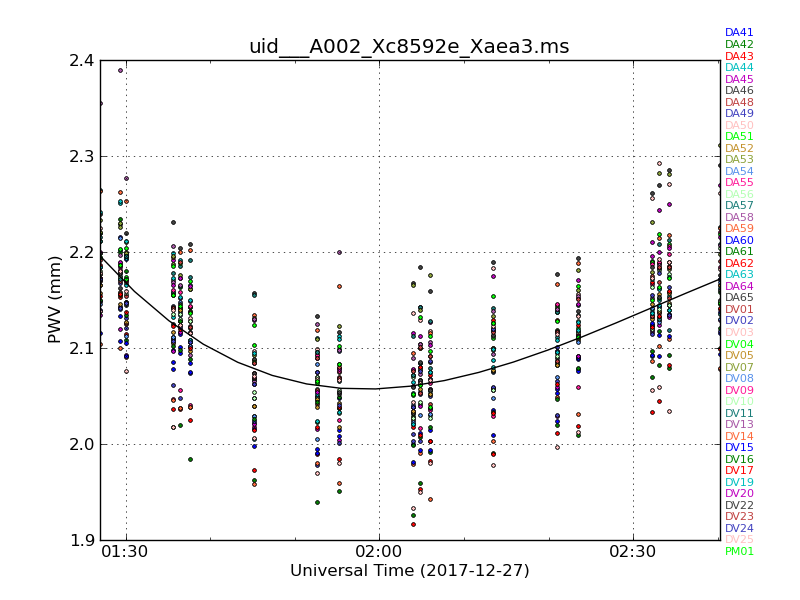 uid___A002_Xc8592e_Xaea3.ms
PWV (mm)
2.4
2.3
2.2
2.1
2.0
1.9
01:30
02:00
02:30
Universal Time (2017-12-27)
DA41
DA42
DA43
DA44
DA45
DA46
DA48
DA49
DA50
DA51
DA52
DA53
DA54
DA55
DA56
DA57
DA58
DA59
DA60
DA61
DA62
DA63
DA64
DA65
DV01
DV02
DV03
DV04
DV05
DV07
DV08
DV09
DV10
DV11
DV13
DV14
DV15
DV16
DV17
DV19
DV20
DV22
DV23
DV24
DV25
PM01